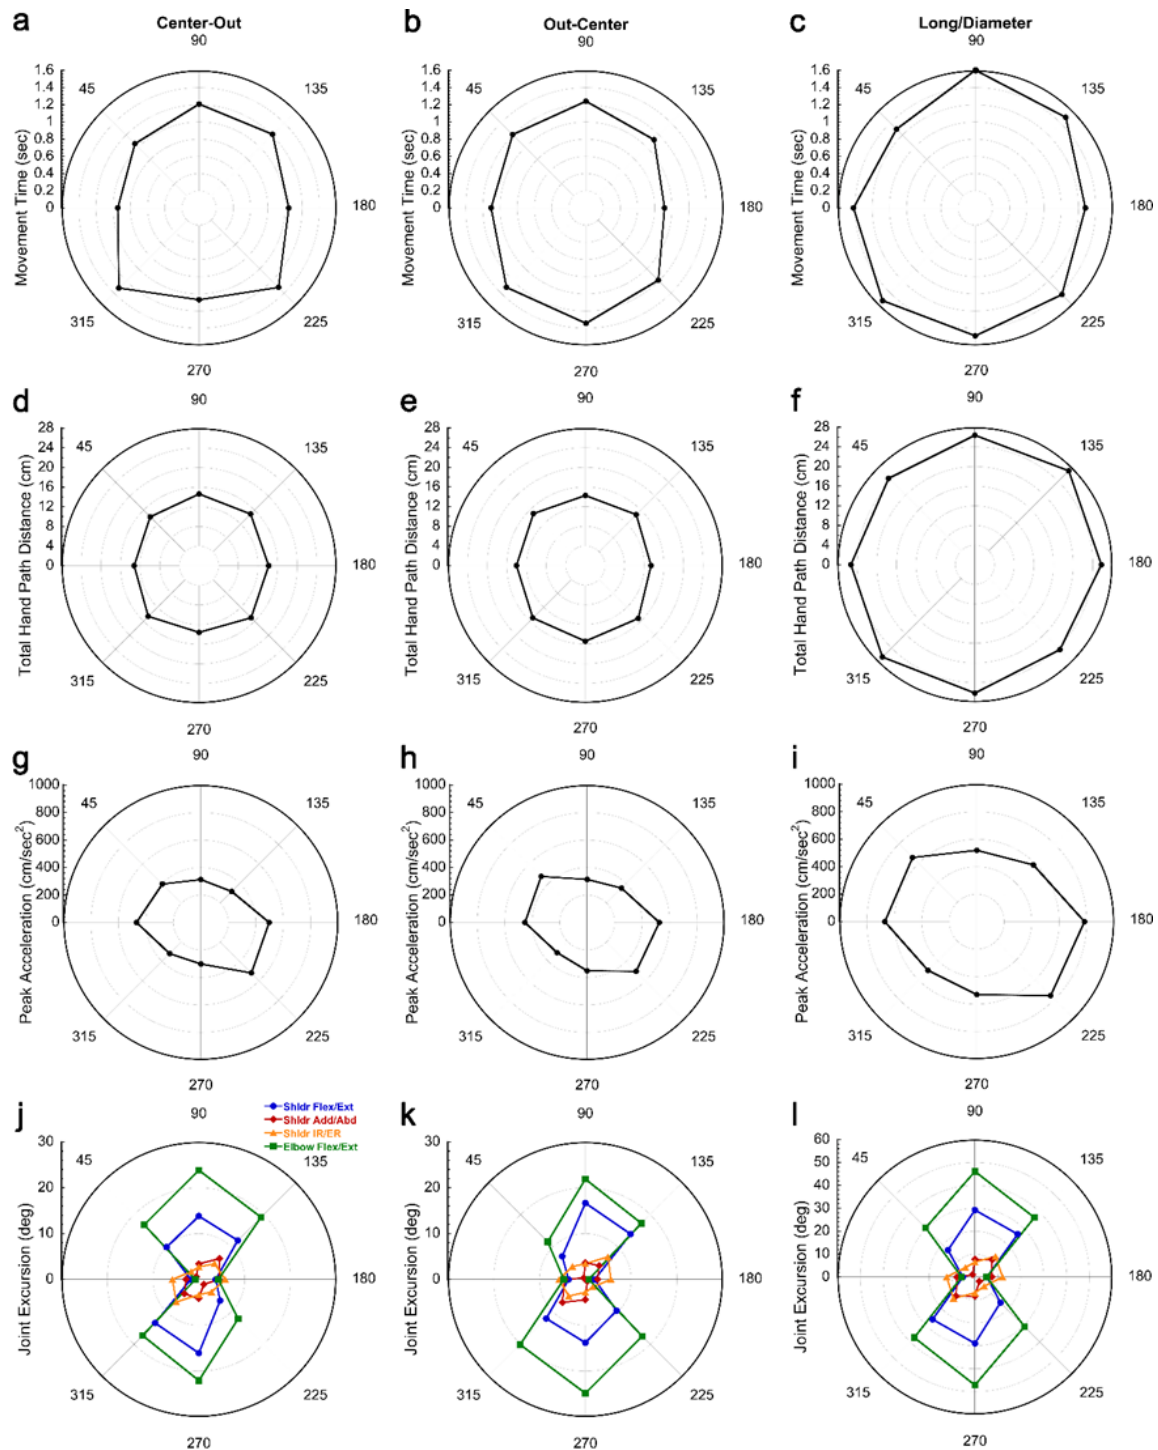 a Center-Out b Out-Center c Long/Diameter
90 90 90
1.6 1.6 1.6
45 135 45 135 45 135
1.4 1.4 1.4
1.2 1.2 1.2
1 1 1
0.8 0.8 0.8
0.6 0.6 0.6
0.4 0.4 0.4
0.2 0.2 0.2
0 180 0 180 0 180
Movement Time (sec) Movement Time (sec) Movement Time (sec)
315 225 315 225 315 225
270 270 270
d e f
90 90 90
28 28 28
45 135 45 135 45 135
24 24 24
20 20 20
16 16 16
12 12 12
8 8 8
4 4 4
0 180 0 180 0 180
Total Hand Path Distance (cm) Total Hand Path Distance (cm) Total Hand Path Distance (cm)
315 225 315 225 315 225
270 270 270
g h i
90 90 90
1000 1000 1000
45 135 45 135 45 135
800 800 800
600 600 600
400 400 400
200 200 200
0 180 0 180 0 180
Peak Acceleration (cm/sec²) Peak Acceleration (cm/sec²) Peak Acceleration (cm/sec²)
315 225 315 225 315 225
270 270 270
j k l
Shldr Flex/Ext
Shldr Add/Abd
Shldr IR/ER
Elbow Flex/Ext
90 90 90
30 30 60
45 135 45 135 45 135
50
20 20 40
30
10 10 20
10
0 180 0 180 0 180
Joint Excursion (deg) Joint Excursion (deg) Joint Excursion (deg)
315 225 315 225 315 225
270 270 270